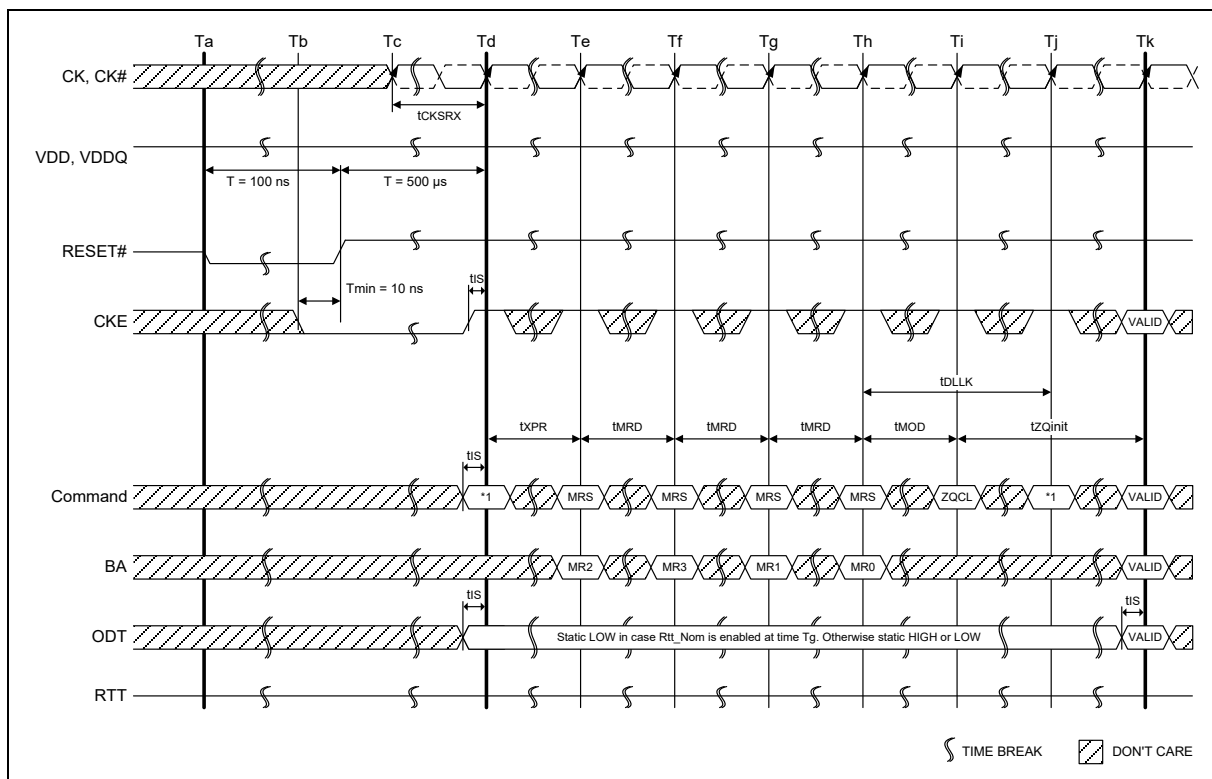 Ta Tb Tc Td Te Tf Tg Th Ti Tj Tk
CK, CK#
tCKSRX
VDD, VDDQ
T = 100 ns T = 500 µs
RESET#
Tmin = 10 ns tIS
CKE VALID
tDLLK
tXPR tMRD tMRD tMRD tMOD tZQinit
tIS
Command *1 MRS MRS MRS MRS ZQCL *1 VALID
BA MR2 MR3 MR1 MR0 VALID
tIS tIS
ODT Static LOW in case Rtt_Nom is enabled at time Tg. Otherwise static HIGH or LOW VALID
RTT
TIME BREAK DON'T CARE